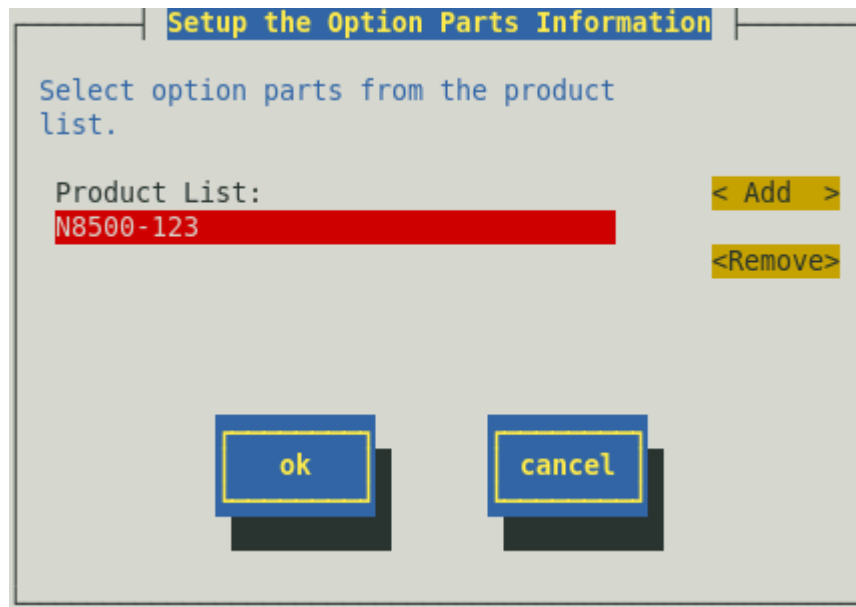 Setup the Option Parts Information
Select option parts from the product
list.
Product List:
< Add  >
N8500-123
<Remove>
ok
cancel